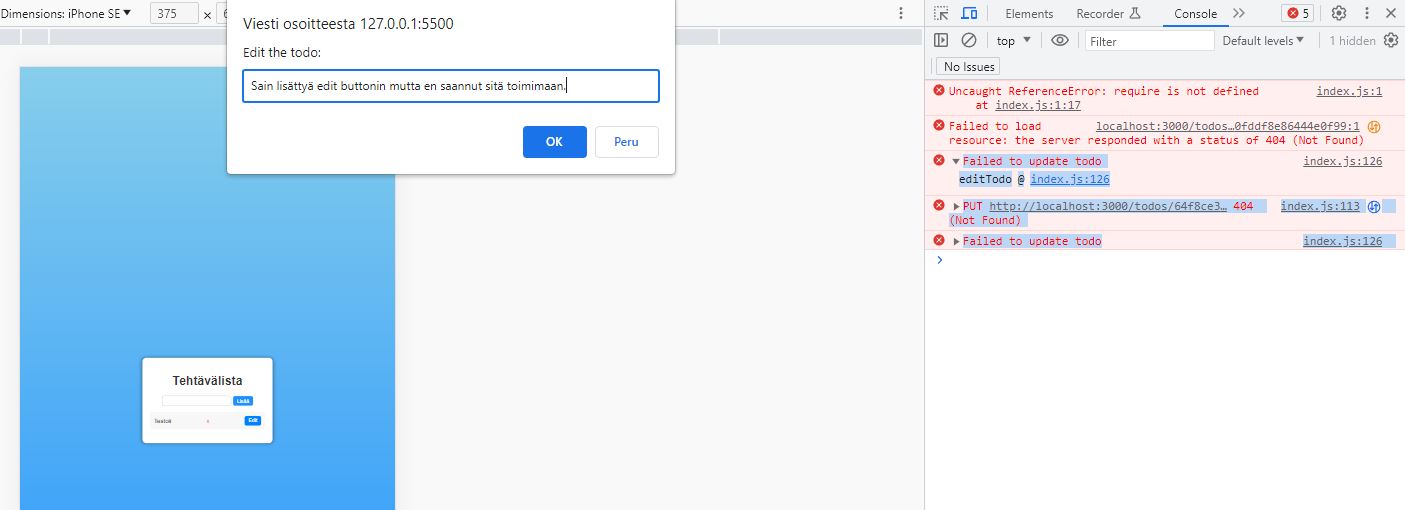 Dimensions: iPhone SE
375
×
6
Viesti osoitteesta 127.0.0.1:5500
Edit the todo:
Sain lisättyä edit buttonin mutta en saannut sitä toimimaan.
OK
Peru
Tehtävälista
Lisää
Edit
Elements
Recorder
Console
5
top
Filter
Default levels
1 hidden
No Issues
Uncaught ReferenceError: require is not defined index.js:1
at index.js:1:17
Failed to load localhost:3000/todos…0fddf8e86444e0f99:1
resource: the server responded with a status of 404 (Not Found)
Failed to update todo index.js:126
editTodo @ index.js:126
PUT http://localhost:3000/todos/64f8ce3… 404 index.js:113
(Not Found)
Failed to update todo index.js:126